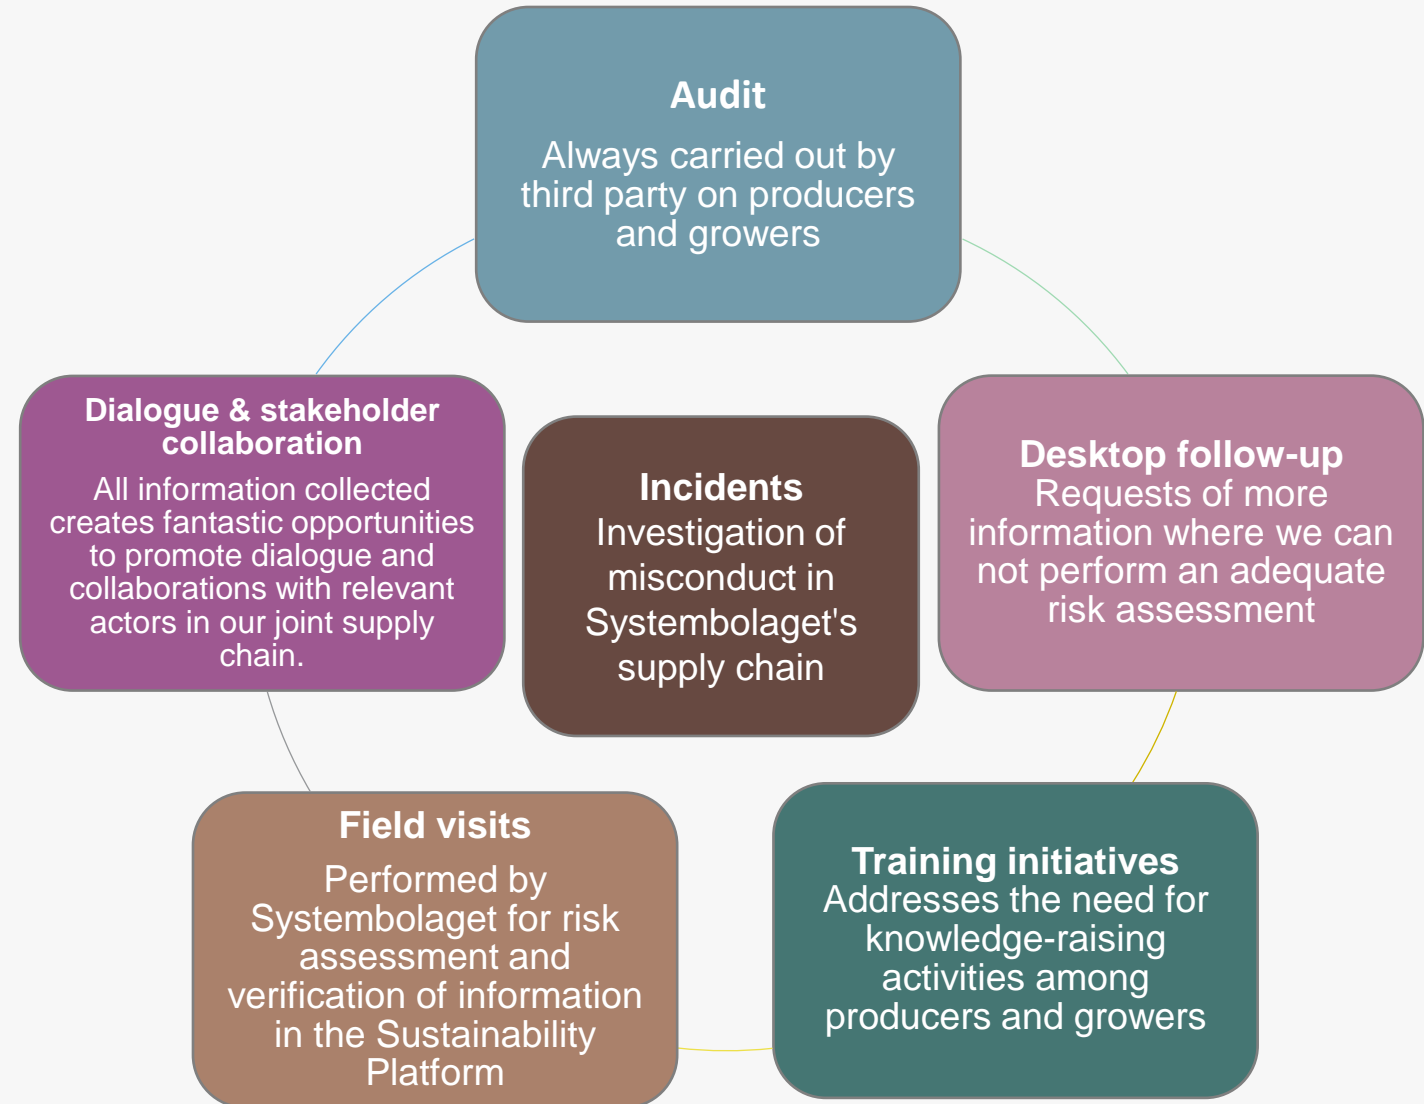 Audit
Always carried out by
third party on producers
and growers
Dialogue & stakeholder
collaboration
All information collected
creates fantastic opportunities
to promote dialogue and
collaborations with relevant
actors in our joint supply
chain.
Incidents
Investigation of
misconduct in
Systembolaget's
supply chain
Desktop follow-up
Requests of more
information where we can
not perform an adequate
risk assessment
Field visits
Performed by
Systembolaget for risk
assessment and
verification of information
in the Sustainability
Platform
Training initiatives
Addresses the need for
knowledge-raising
activities among
producers and growers